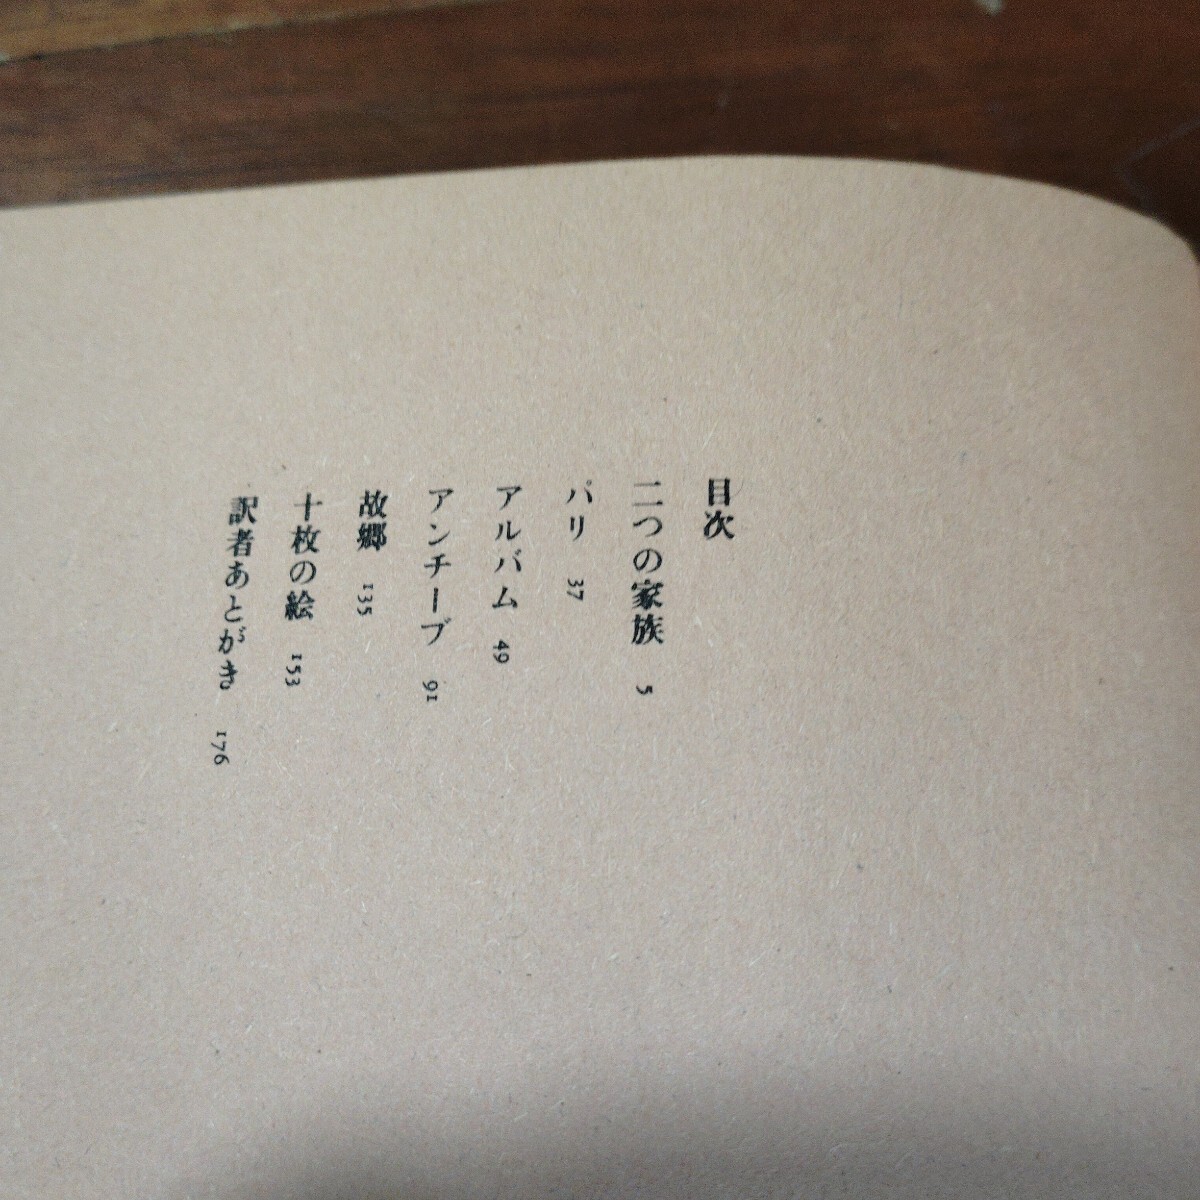 目次
二つの家族 5
パリ 37
アルバム 49
アンチーブ 91
故郷 135
十枚の絵 153
訳者あとがき 176